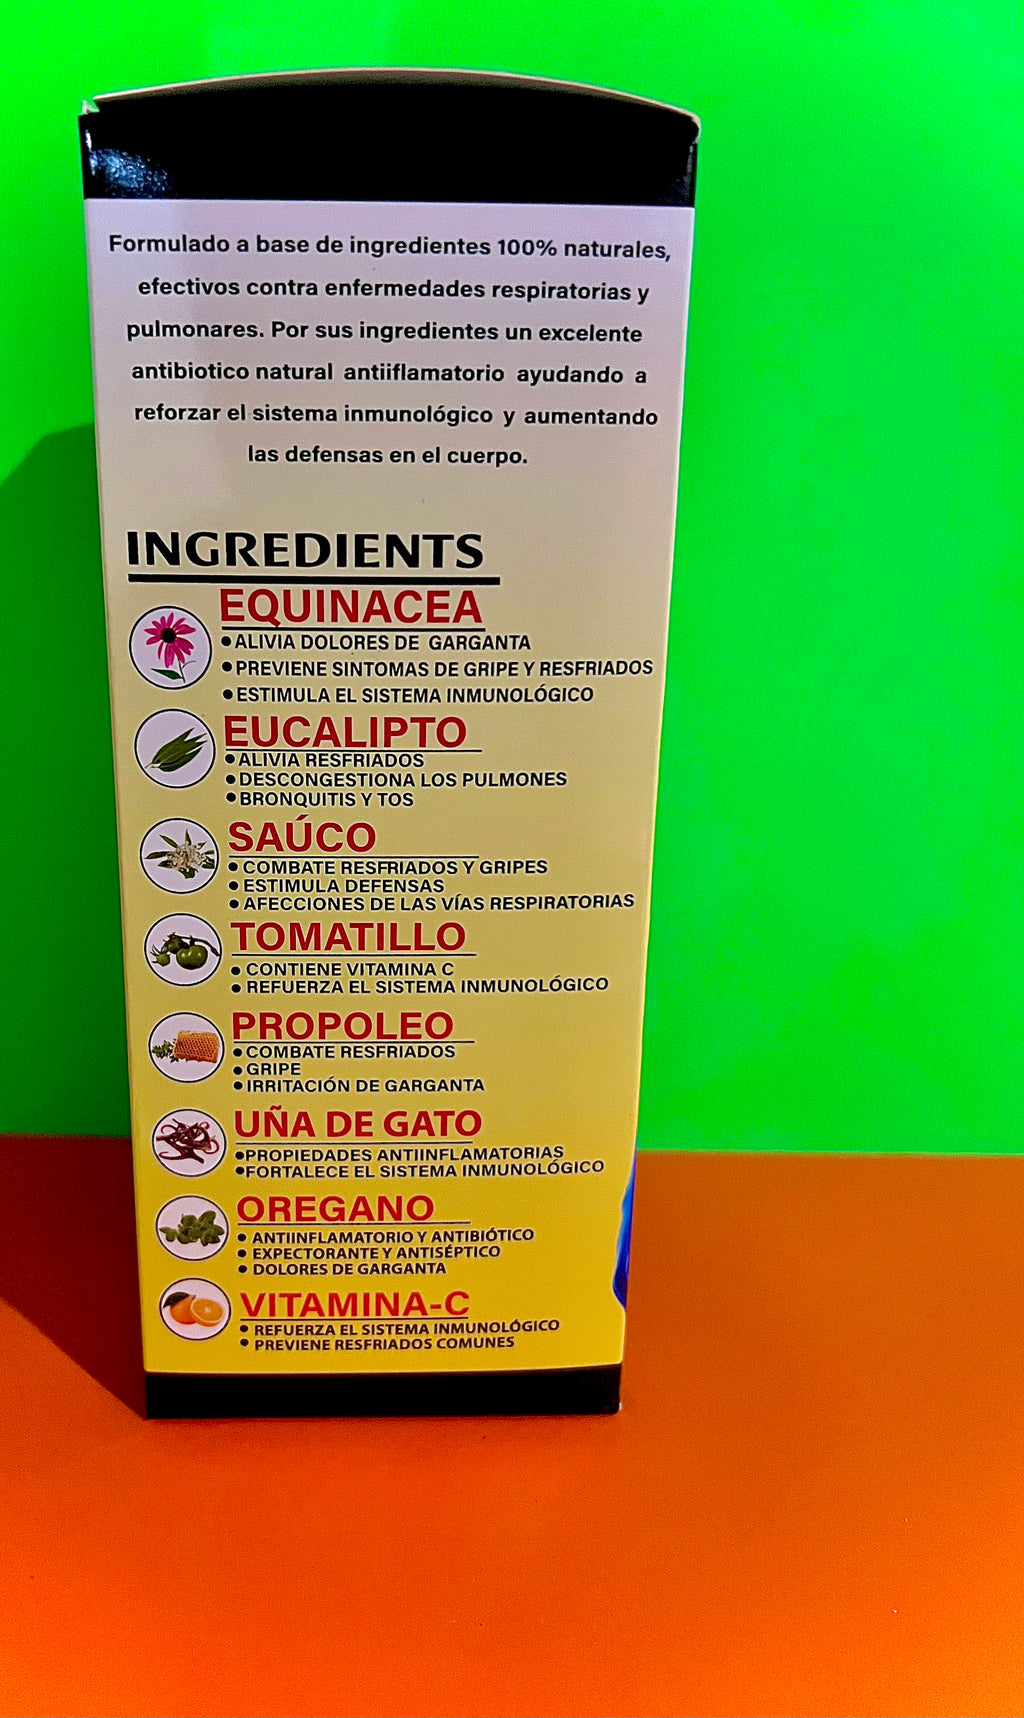 Formulado a base de ingredientes 100% naturales,
efectivos contra enfermedades respiratorias y
pulmonares. Por sus ingredientes un excelente
antibiotico natural antiiflamatorio ayudando a
reforzar el sistema inmunológico y aumentando
las defensas en el cuerpo.
INGREDIENTS
EQUINACEA
• ALIVIA DOLORES DE GARGANTA
• PREVIENE SINTOMAS DE GRIPE Y RESFRIADOS
• ESTIMULA EL SISTEMA INMUNOLÓGICO
EUCALIPTO
• ALIVIA RESFRIADOS
• DESCONGESTIONA LOS PULMONES
• BRONQUITIS Y TOS
SAÚCO
• COMBATE RESFRIADOS Y GRIPES
• ESTIMULA DEFENSAS
• AFECCIONES DE LAS VÍAS RESPIRATORIAS
TOMATILLO
• CONTIENE VITAMINA C
• REFUERZA EL SISTEMA INMUNOLÓGICO
PROPOLEO
• COMBATE RESFRIADOS
• GRIPE
• IRRITACIÓN DE GARGANTA
UÑA DE GATO
• PROPIEDADES ANTIINFLAMATORIAS
• FORTALECE EL SISTEMA INMUNOLÓGICO
OREGANO
• ANTIINFLAMATORIO Y ANTIBIÓTICO
• EXPECTORANTE Y ANTISÉPTICO
• DOLORES DE GARGANTA
VITAMINA-C
• REFUERZA EL SISTEMA INMUNOLÓGICO
• PREVIENE RESFRIADOS COMUNES